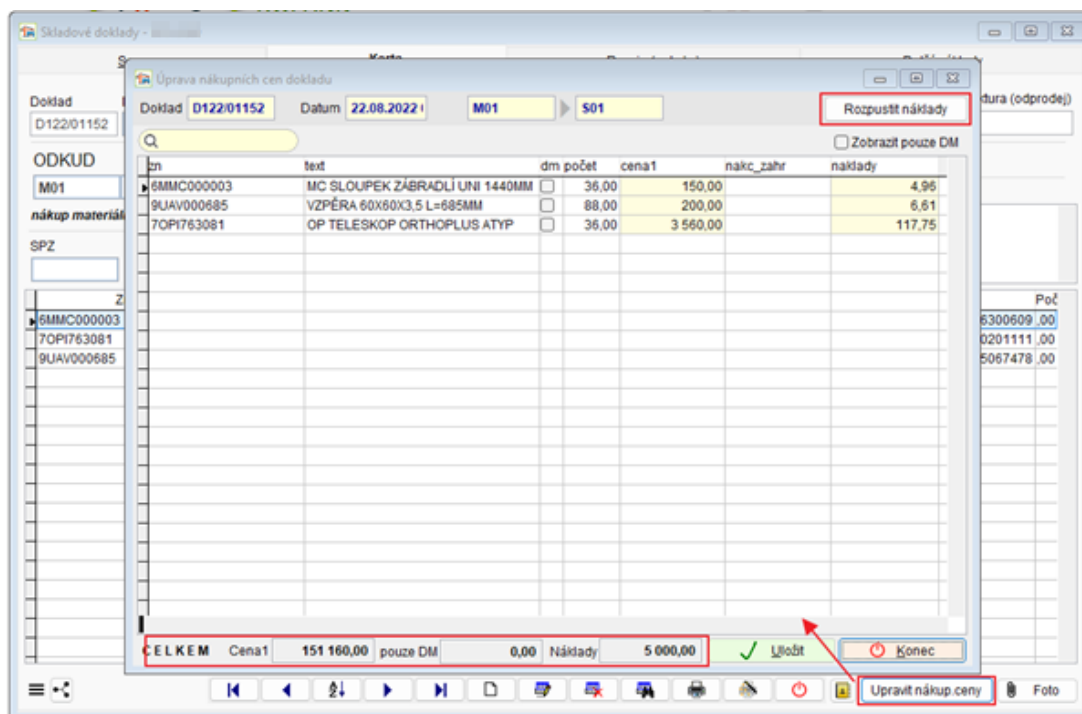 Skladové doklady -
Karta
Úprava nákupních cen dokladu
Doklad
D122/01152
ODKUD
M01
nákup materiál
SPZ
Doklad D122/01152 Datum 22.08.2022 M01 S01 Rozpustit náklady
Zobrazit pouze DM
zn text dm počet cena1 nakc_zahr naklady
6MMC000003 MC SLOUPEK ZÁBRADLÍ UNI 1440MM 36,00 150,00 4,96
9UAV000685 VZPĚRA 60X60X3,5 L=685MM 88,00 200,00 6,61
7OPI763081 OP TELESKOP ORTHOPLUS ATYP 36,00 3 560,00 117,75
(odprodej)
Z
6MMC000003
7OPI763081
9UAV000685
Poč
6300609 ,00
0201111 ,00
5067478 ,00
CELKEM Cena1 151 160,00 pouze DM 0,00 Náklady 5 000,00 Uložit Konec
Upravit nákup.ceny Foto